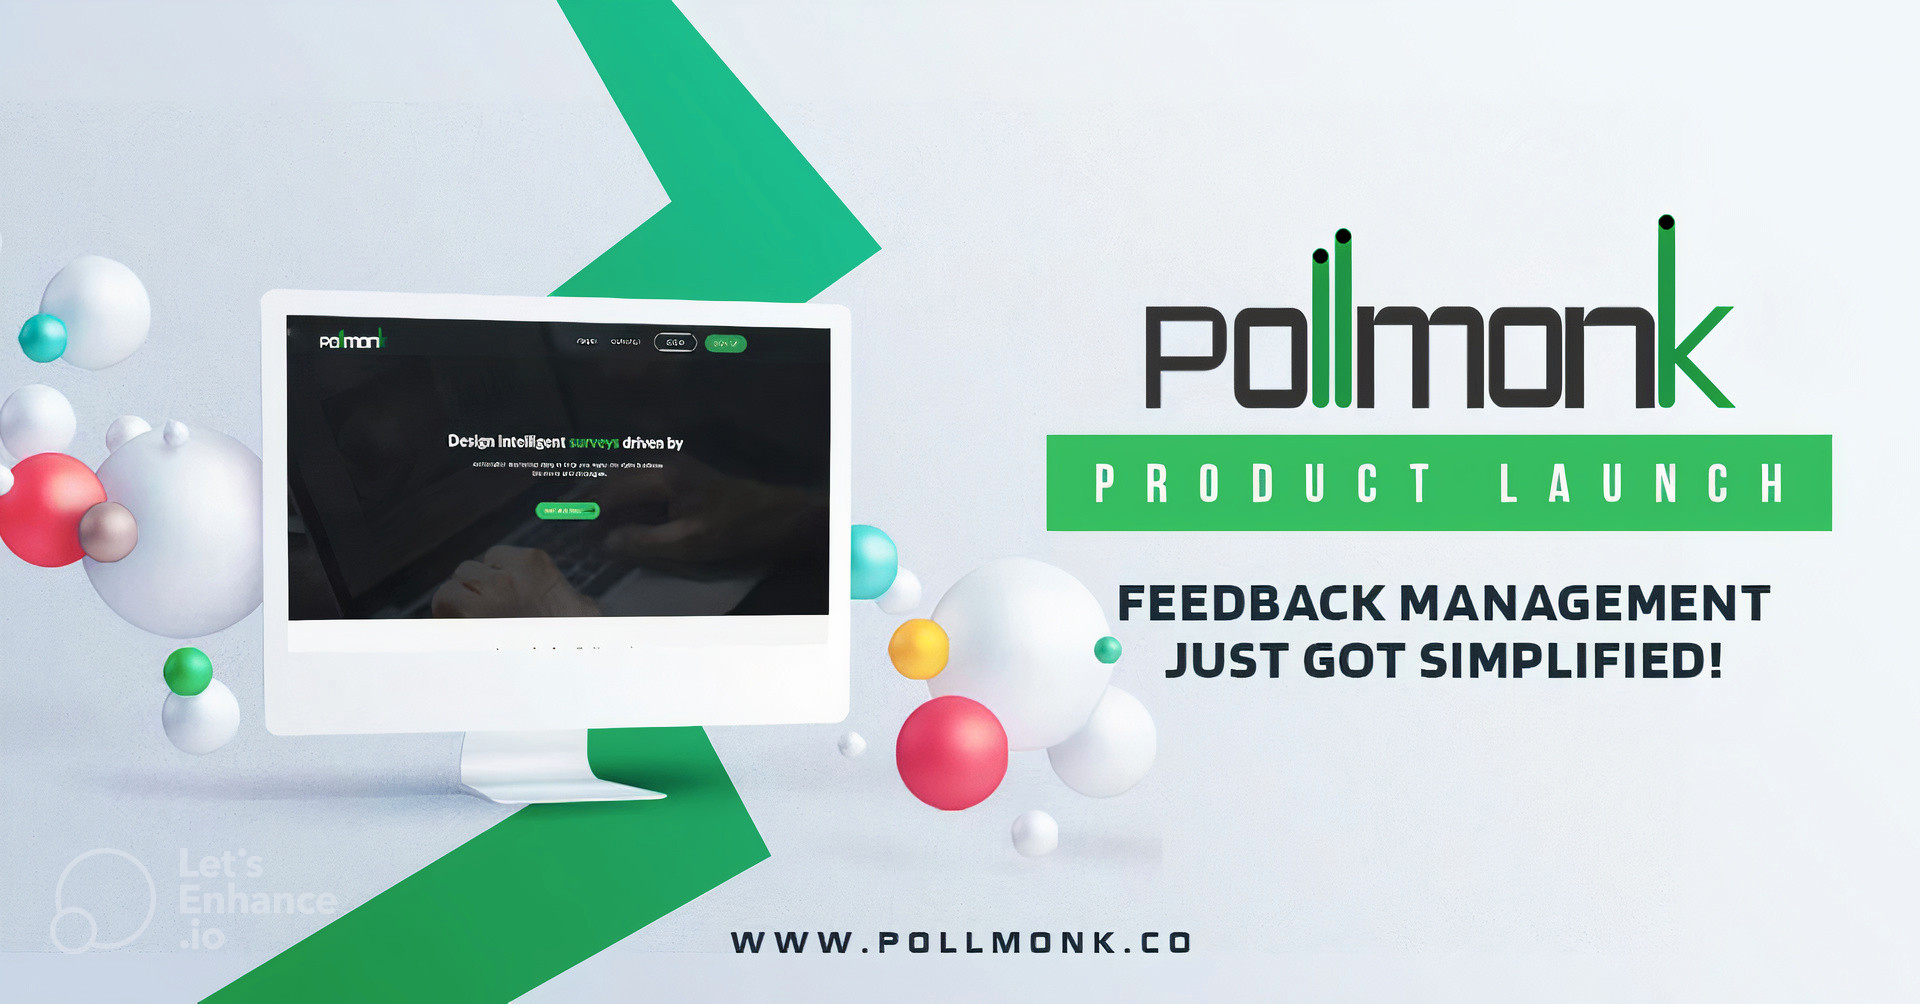 pollmonk
PRODUCT LAUNCH
FEEDBACK MANAGEMENT
JUST GOT SIMPLIFIED!
pollmonk
Design Intelligent surveys driven by
Let's
Enhance
.io
WWW.POLLMONK.CO